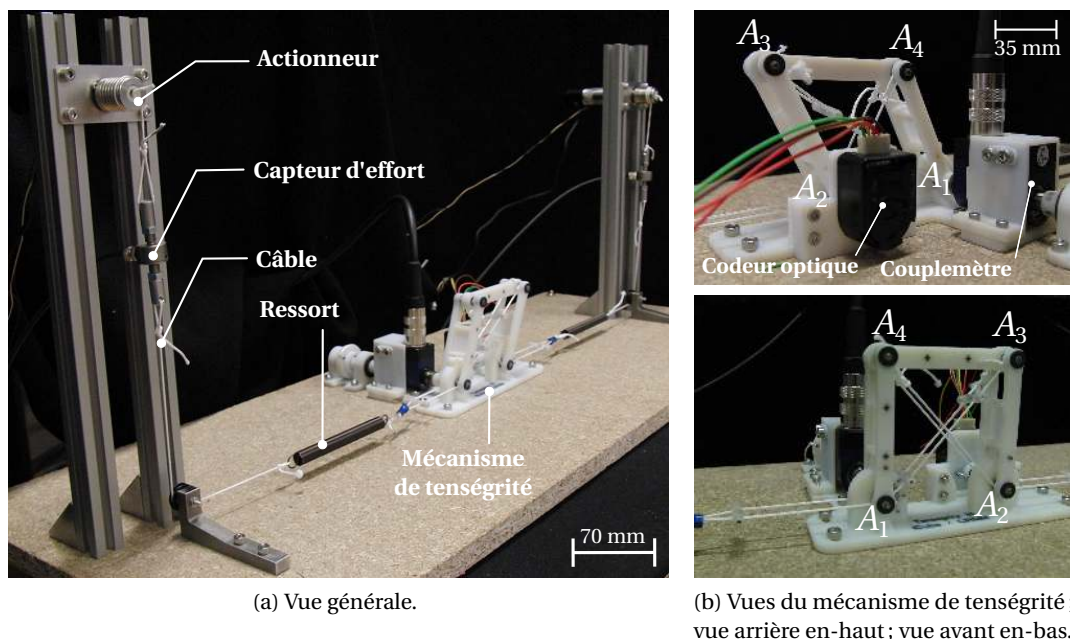 Actionneur
Capteur d'effort
Câble
Ressort
Mécanisme
de tenségrité
70 mm
(a) Vue générale.
A3
A4
35 mm
A2
A1
Codeur optique
Couplemètre
A4
A3
A1
A2
(b) Vues du mécanisme de tenségrité ;
vue arrière en-haut ; vue avant en-bas.